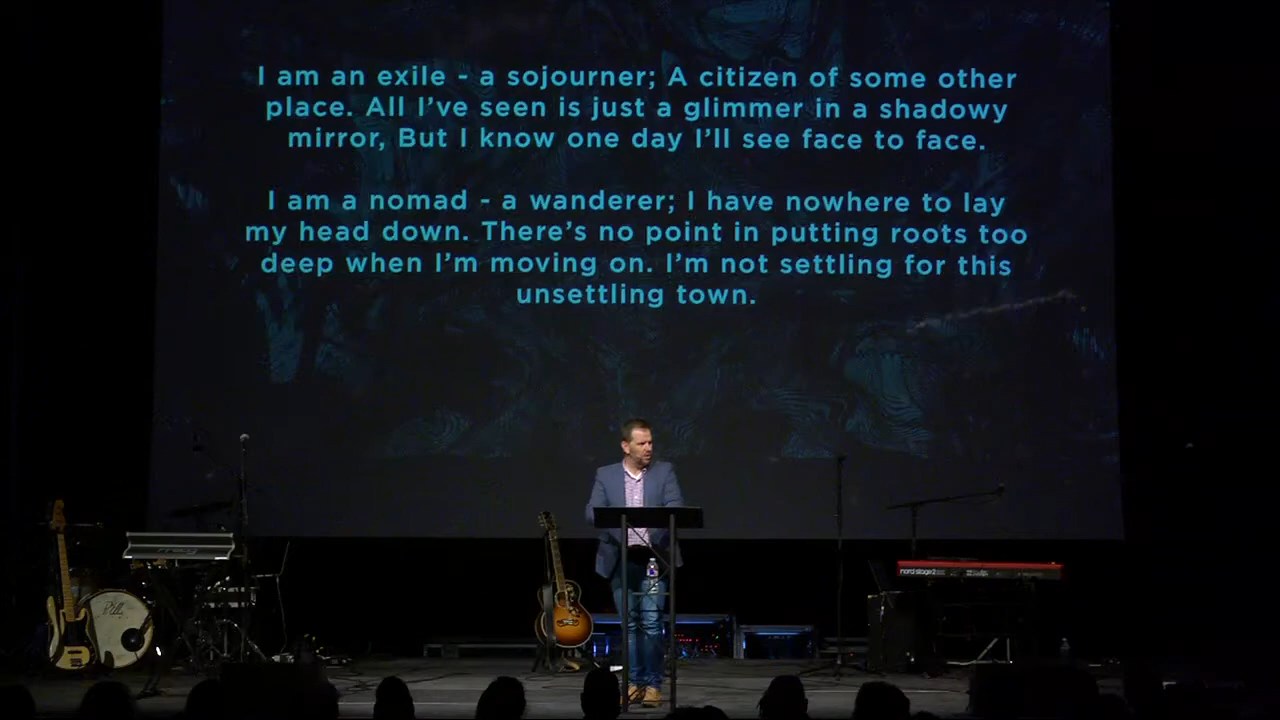 I am an exile - a sojourner; A citizen of some other
place. All I've seen is just a glimmer in a shadowy
mirror, But I know one day I'll see face to face.
I am a nomad - a wanderer; I have nowhere to lay
my head down. There's no point in putting roots too
deep when I'm moving on. I'm not settling for this
unsettling town.
nord stage 2